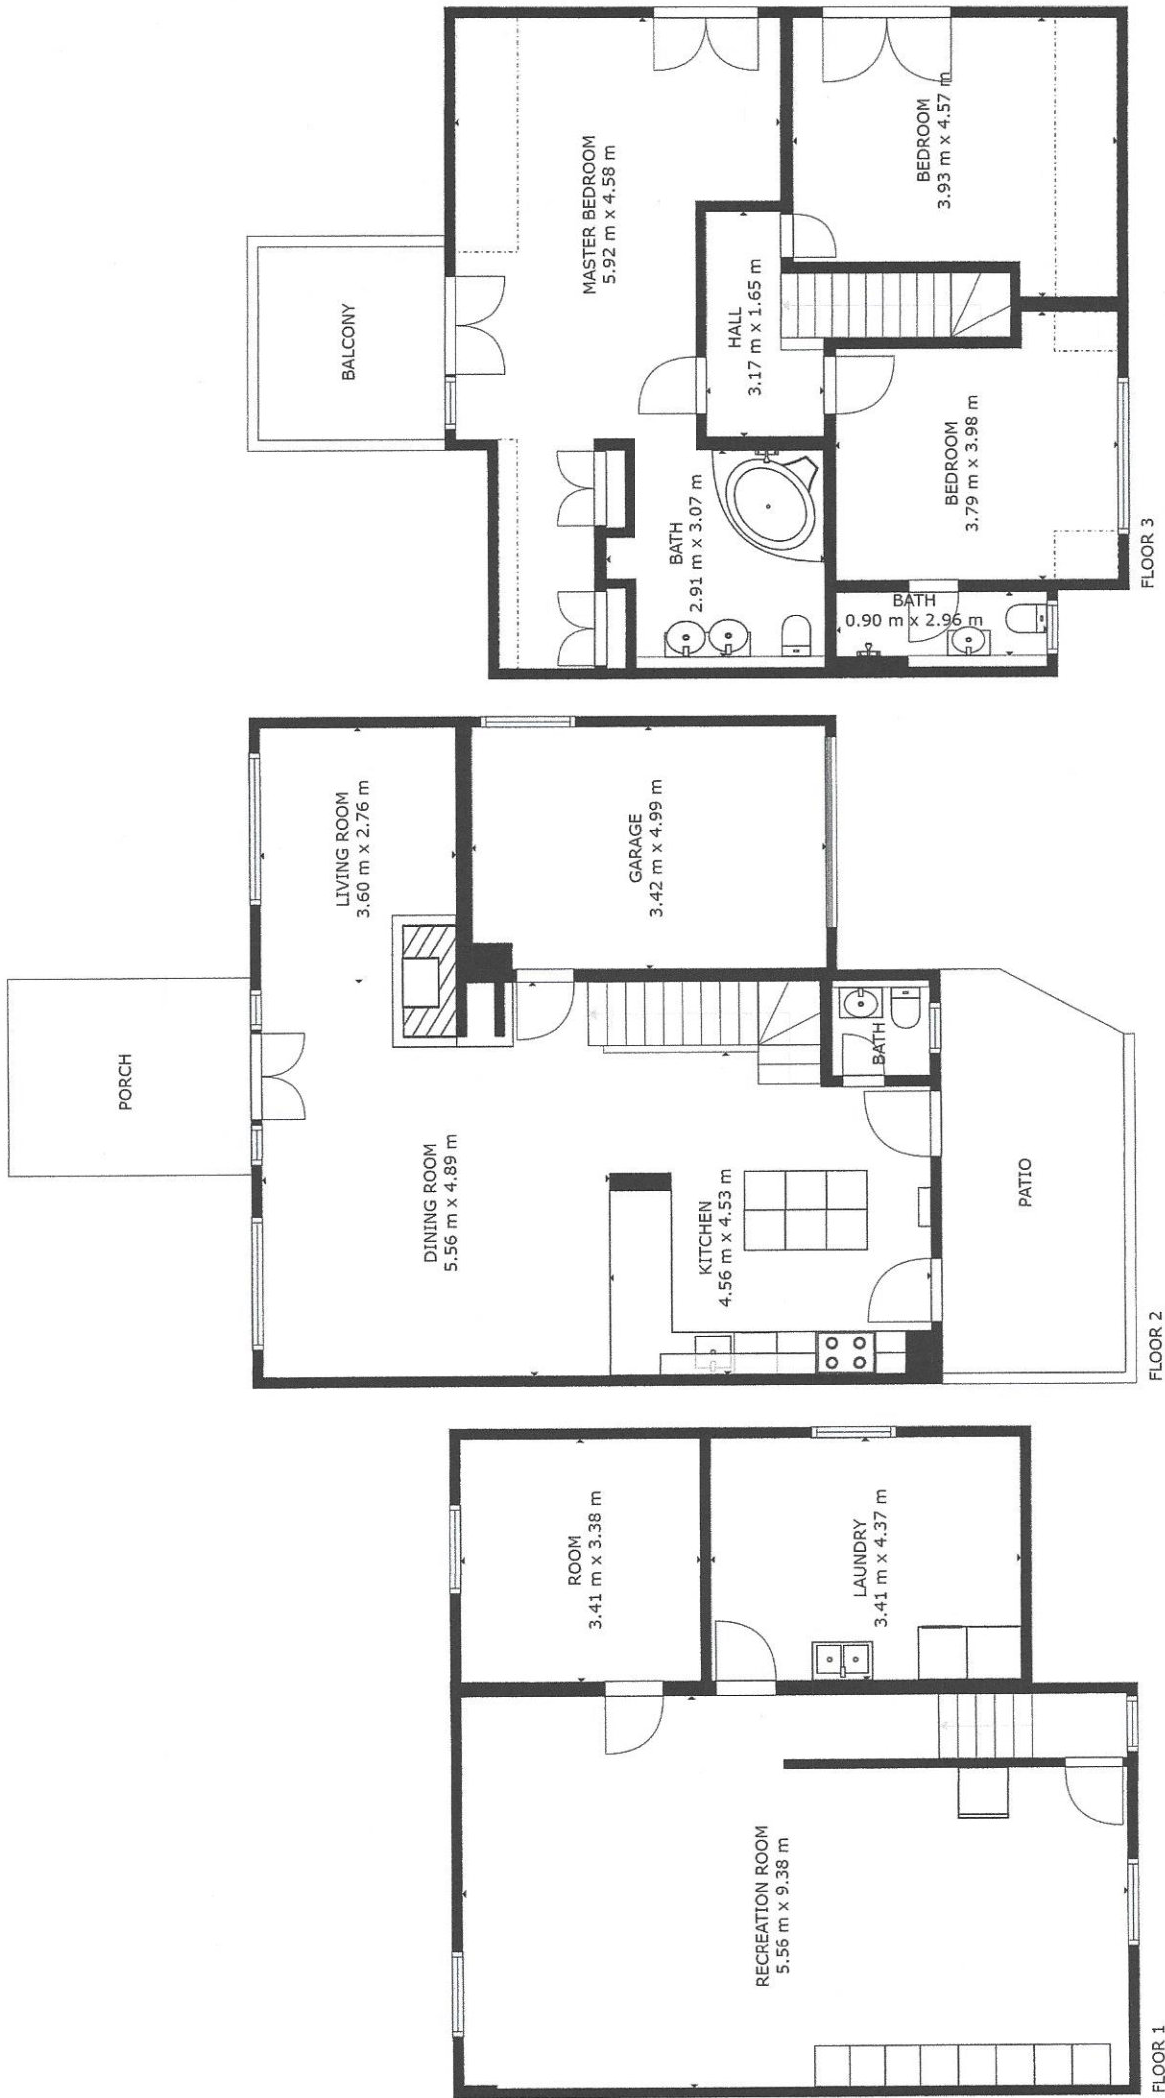 FLOOR 1
RECREATION ROOM
5.56 m x 9.38 m
ROOM
3.41 m x 3.38 m
LAUNDRY
3.41 m x 4.37 m
FLOOR 2
PORCH
DINING ROOM
5.56 m x 4.89 m
LIVING ROOM
3.60 m x 2.76 m
KITCHEN
4.56 m x 4.53 m
GARAGE
3.42 m x 4.99 m
BATH
PATIO
FLOOR 3
BALCONY
MASTER BEDROOM
5.92 m x 4.58 m
BATH
2.91 m x 3.07 m
HALL
3.17 m x 1.65 m
BATH
0.90 m x 2.96 m
BEDROOM
3.79 m x 3.98 m
BEDROOM
3.93 m x 4.57 m